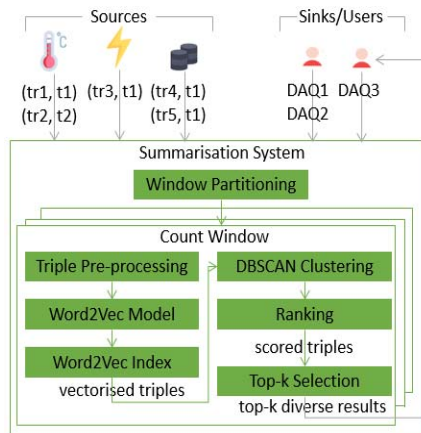 Sources
Sinks/Users
°C
(tr1, t1)
(tr2, t2)
(tr3, t1)
(tr4, t1)
(tr5, t1)
DAQ1
DAQ2
DAQ3
Summarisation System
Window Partitioning
Count Window
Triple Pre-processing
Word2Vec Model
Word2Vec Index
vectorised triples
DBSCAN Clustering
Ranking
scored triples
Top-k Selection
top-k diverse results